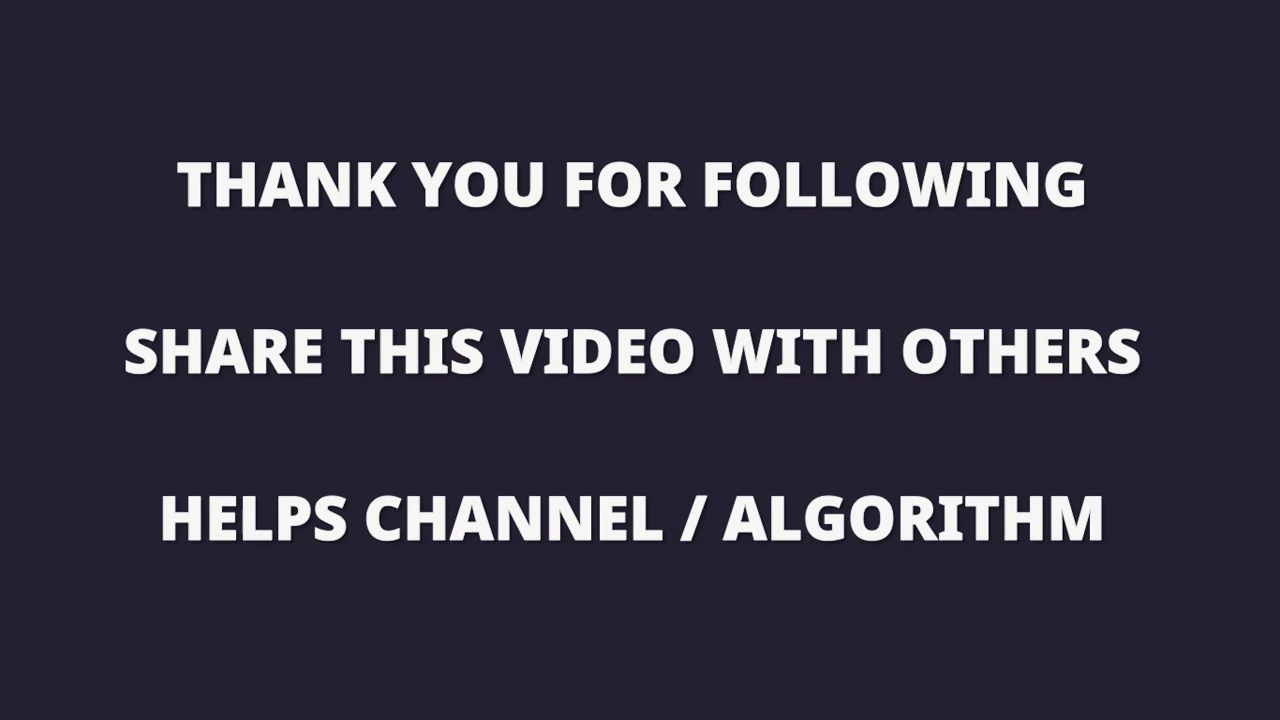 THANK YOU FOR FOLLOWING
SHARE THIS VIDEO WITH OTHERS
HELPS CHANNEL / ALGORITHM